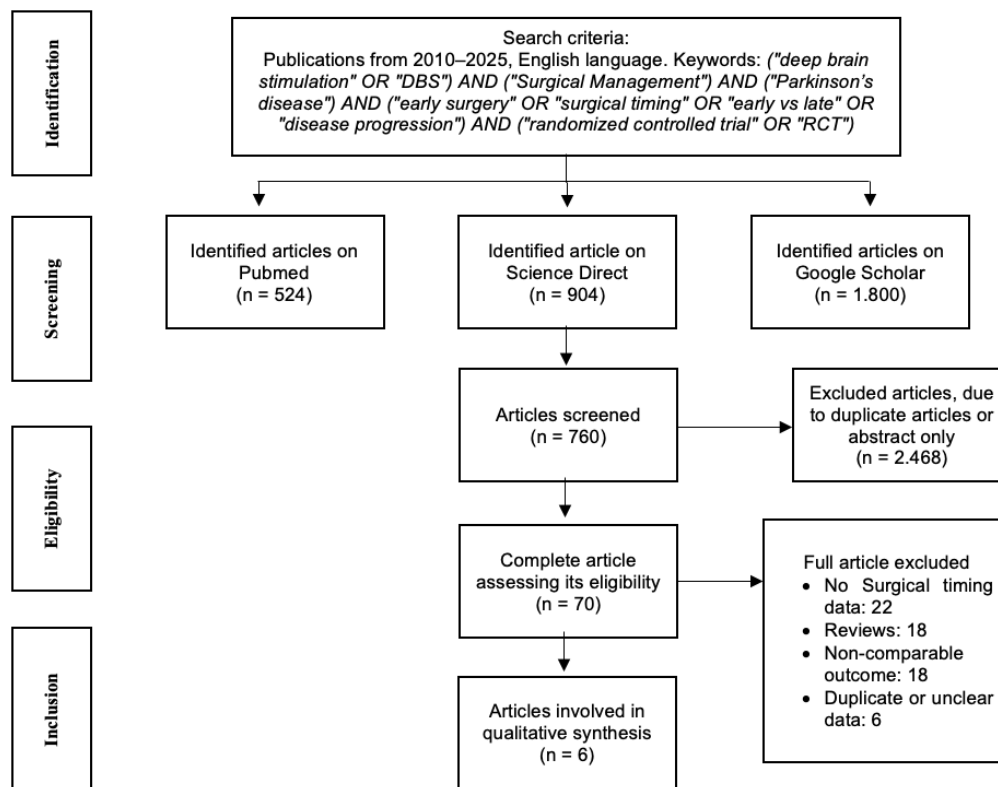 Identification
Search criteria:
Publications from 2010–2025, English language. Keywords: ("deep brain
stimulation" OR "DBS") AND ("Surgical Management") AND ("Parkinson's
disease") AND ("early surgery" OR "surgical timing" OR "early vs late" OR
"disease progression") AND ("randomized controlled trial" OR "RCT")
Screening
Identified articles on
Pubmed
(n = 524)
Identified article on
Science Direct
(n = 904)
Identified articles on
Google Scholar
(n = 1.800)
Articles screened
(n = 760)
Excluded articles, due
to duplicate articles or
abstract only
(n = 2.468)
Eligibility
Complete article
assessing its eligibility
(n = 70)
Full article excluded
• No Surgical timing
data: 22
• Reviews: 18
• Non-comparable
outcome: 18
• Duplicate or unclear
data: 6
Inclusion
Articles involved in
qualitative synthesis
(n = 6)